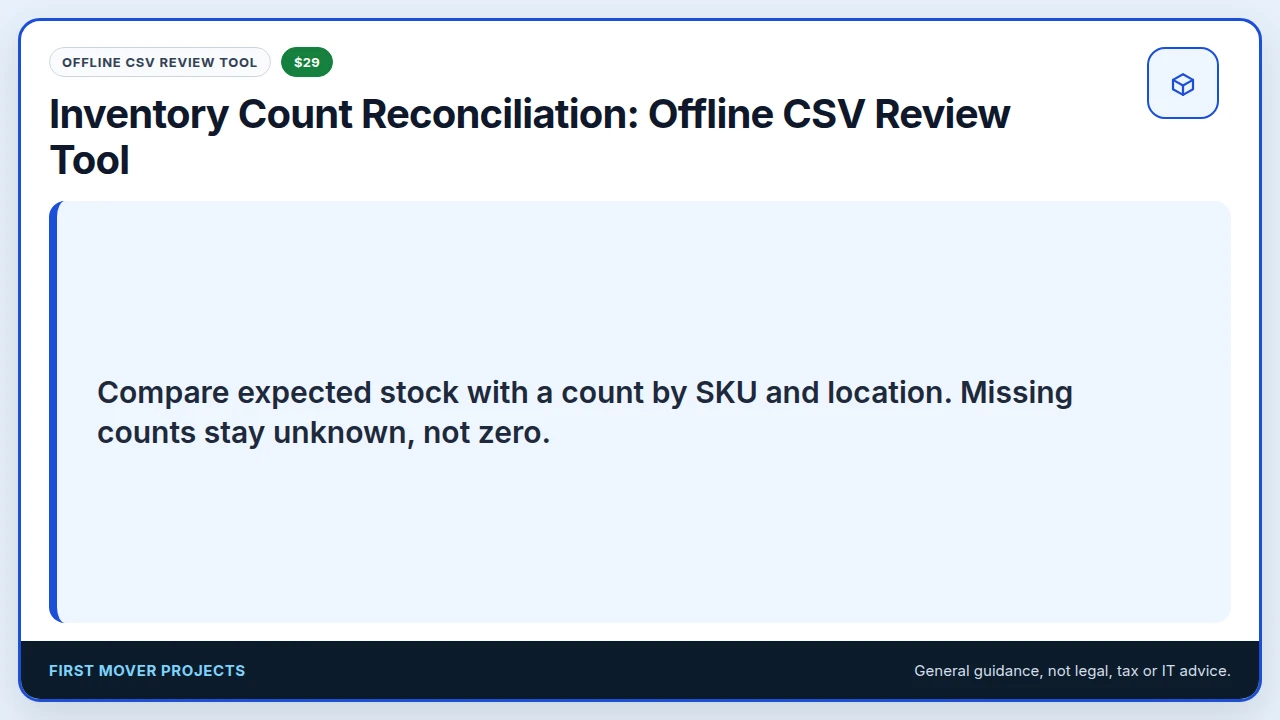 OFFLINE CSV REVIEW TOOL
$29
Inventory Count Reconciliation: Offline CSV Review
Tool
Compare expected stock with a count by SKU and location. Missing
counts stay unknown, not zero.
FIRST MOVER PROJECTS
General guidance, not legal, tax or IT advice.